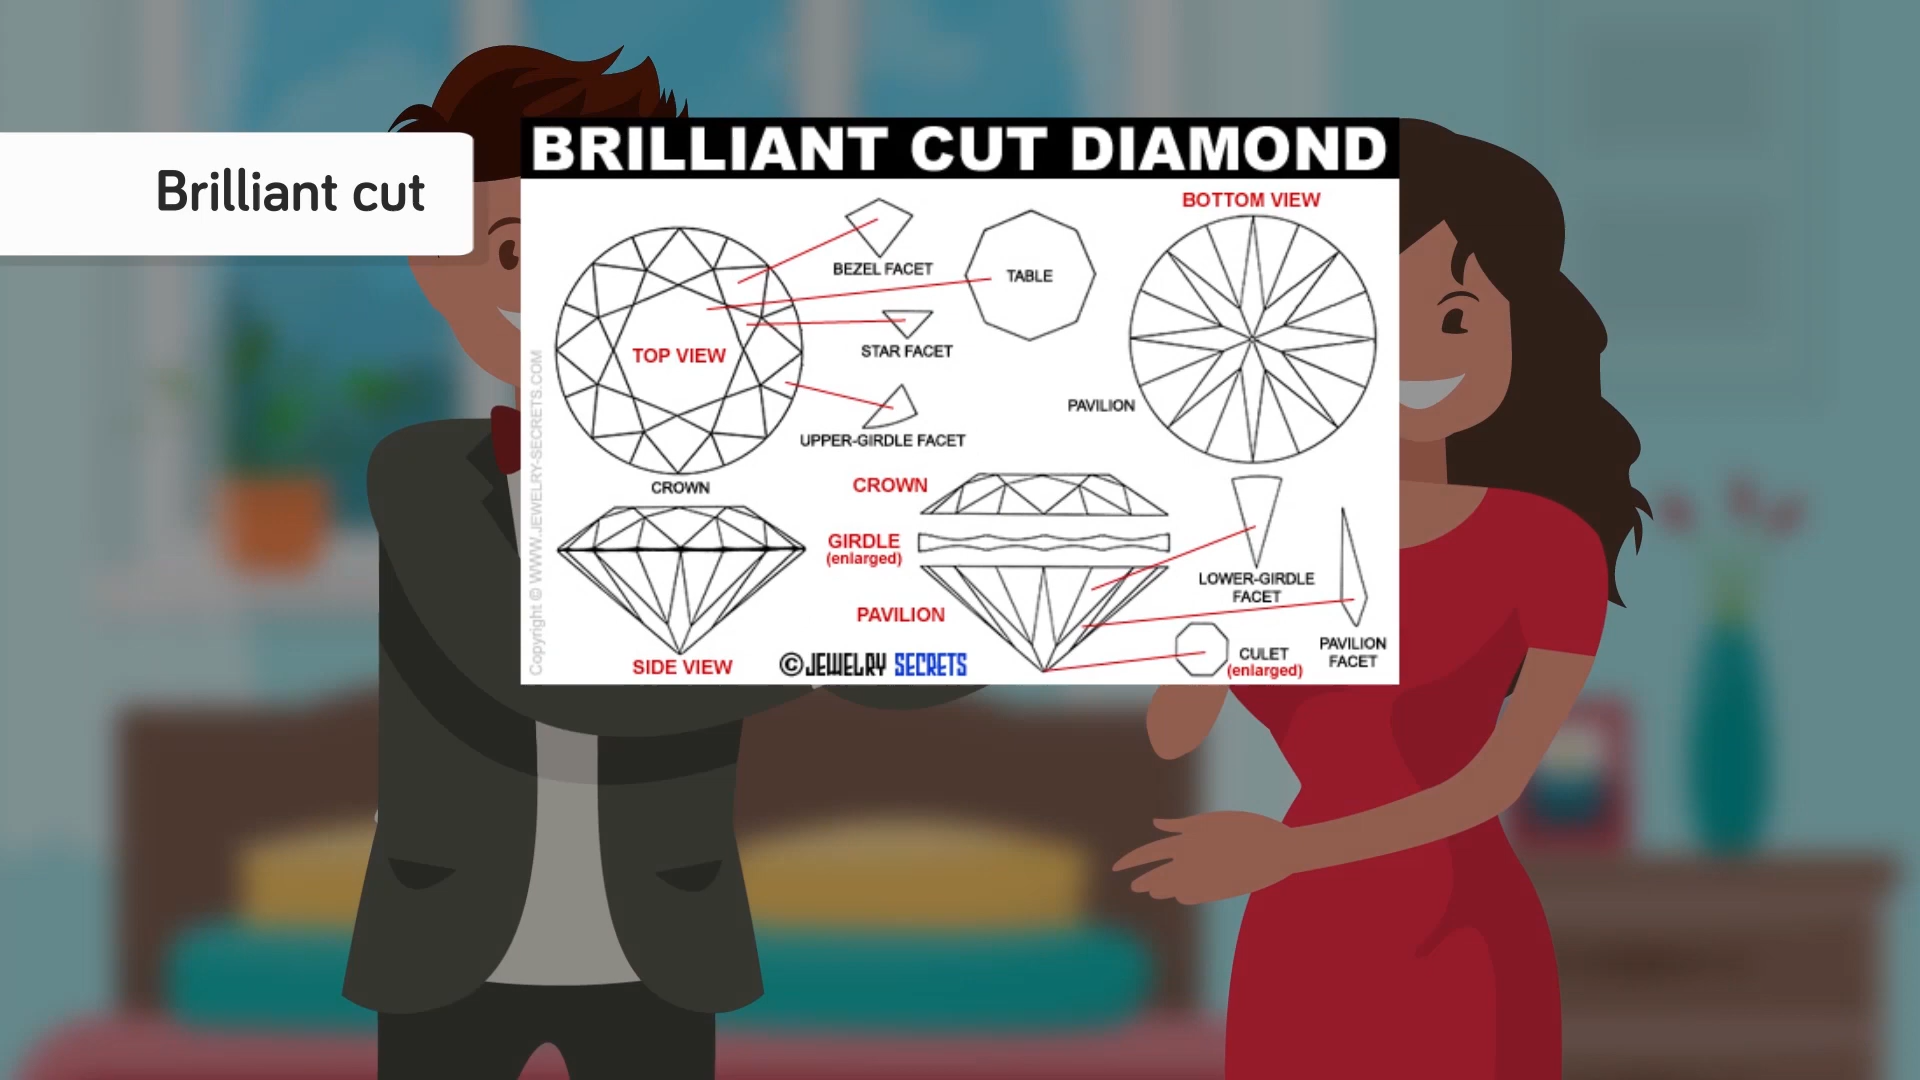 Brilliant cut
BRILLIANT CUT DIAMOND
BOTTOM VIEW
BEZEL FACET
TABLE
STAR FACET
TOP VIEW
PAVILION
UPPER-GIRDLE FACET
CROWN
CROWN
GIRDLE
(enlarged)
LOWER-GIRDLE
FACET
PAVILION
PAVILION
FACET
CULET
(enlarged)
SIDE VIEW
©JEWELRY SECRETS
Copyright © WWW.JEWELRY-SECRETS.COM